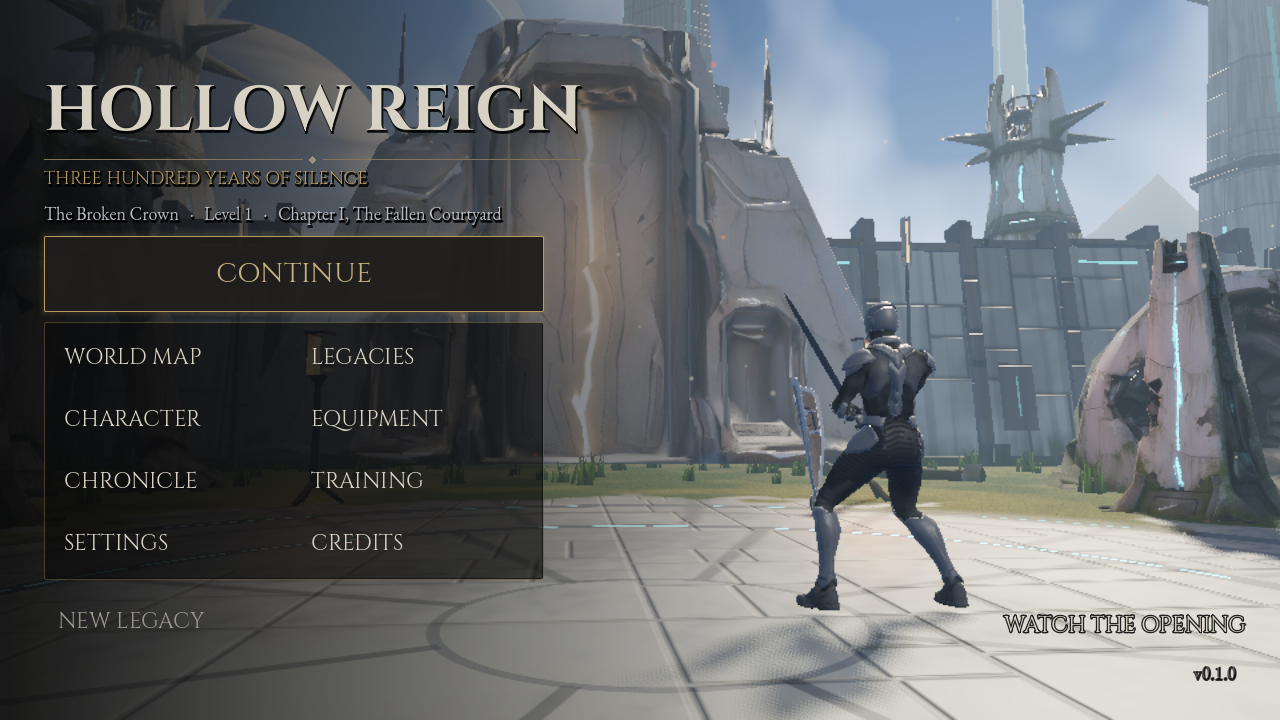 HOLLOW REIGN
THREE HUNDRED YEARS OF SILENCE
The Broken Crown · Level 1 · Chapter I, The Fallen Courtyard
CONTINUE
WORLD MAP
LEGACIES
CHARACTER
EQUIPMENT
CHRONICLE
TRAINING
SETTINGS
CREDITS
NEW LEGACY
WATCH THE OPENING
v0.1.0